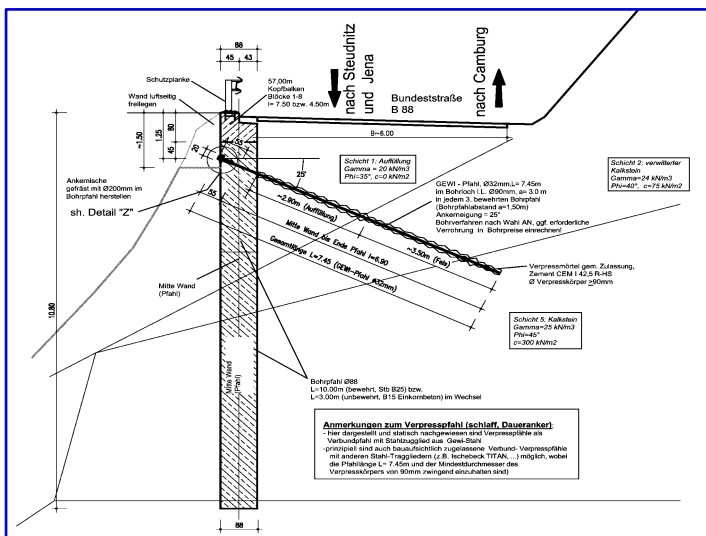 88
45 43
Schutzplanke
Wand luftseitig
freilegen
57,00m
Kopfbalken
Blöcke 1-8
l= 7.50 bzw. 4.50m
nach Steudnitz
und Jena
Bundeststraße
B 88
nach Camburg
~1.50
1.25
80
45
20
55
B~6.00
25°
Schicht 1: Auffüllung
Gamma = 20 kN/m3
Phi=35°, c=0 kN/m2
Schicht 2: verwitterter
Kalkstein
Gamma=24 kN/m3
Phi=40°, c=75 kN/m2
Ankernische
gefräst mit Ø200mm im
Bohrpfahl herstellen
sh. Detail "Z"
GEWI - Pfahl, Ø32mm,L= 7.45m
im Bohrloch i.L. Ø90mm, a= 3.0 m
in jedem 3. bewehrten Bohrpfahl
(Bohrpfahlabstand a=1,50m)
Ankerneigung = 25°
Bohrverfahren nach Wahl AN, ggf. erforderliche
Verrohrung in Bohrpreise einrechnen!
55
~2.90m (Auffüllung)
~3.50m (Fels)
Mitte Wand bis Ende Pfahl l=6.90
Gesamtlänge L=7.45 (GEWI-Pfahl Ø32mm)
Verpressmörtel gem. Zulassung,
Zement CEM I 42,5 R-HS
Ø Verpresskörper ≥90mm
Mitte Wand
(Pfahl)
10.80
Schicht 5: Kalkstein
Gamma=25 kN/m3
Phi=45°
c=300 kN/m2
Mitte Wand
(Pfahl)
Bohrpfahl Ø88
L=10.00m (bewehrt, Stb B25) bzw.
L=3.00m (unbewehrt, B15 Einkornbeton) im Wechsel
Anmerkungen zum Verpresspfahl (schlaff, Daueranker):
- hier dargestellt und statisch nachgewiesen sind Verpresspfähle als
Verbundpfahl mit Stahlzugglied aus Gewi-Stahl
-prinzipiell sind auch bauaufsichtlich zugelassene Verbund- Verpresspfähle
mit anderen Stahl-Traggliedern (z.B. Ischebeck TITAN, ...) möglich, wobei
die Pfahllänge L= 7.45m und der Mindestdurchmesser des
Verpresskörpers von 90mm zwingend einzuhalten sind)
88